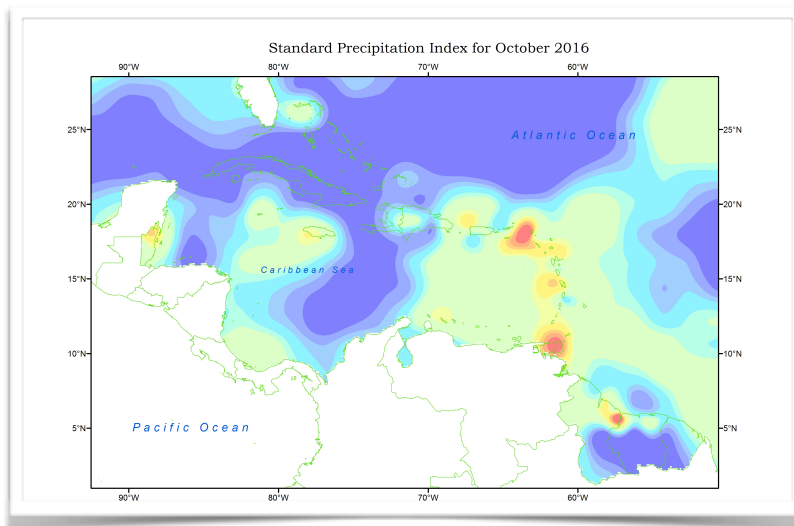 Standard Precipitation Index for October 2016
90°W 80°W 70°W 60°W
25°N Atlantic Ocean 25°N
20°N 20°N
Caribbean Sea
15°N 15°N
10°N 10°N
5°N Pacific Ocean 5°N
90°W 80°W 70°W 60°W